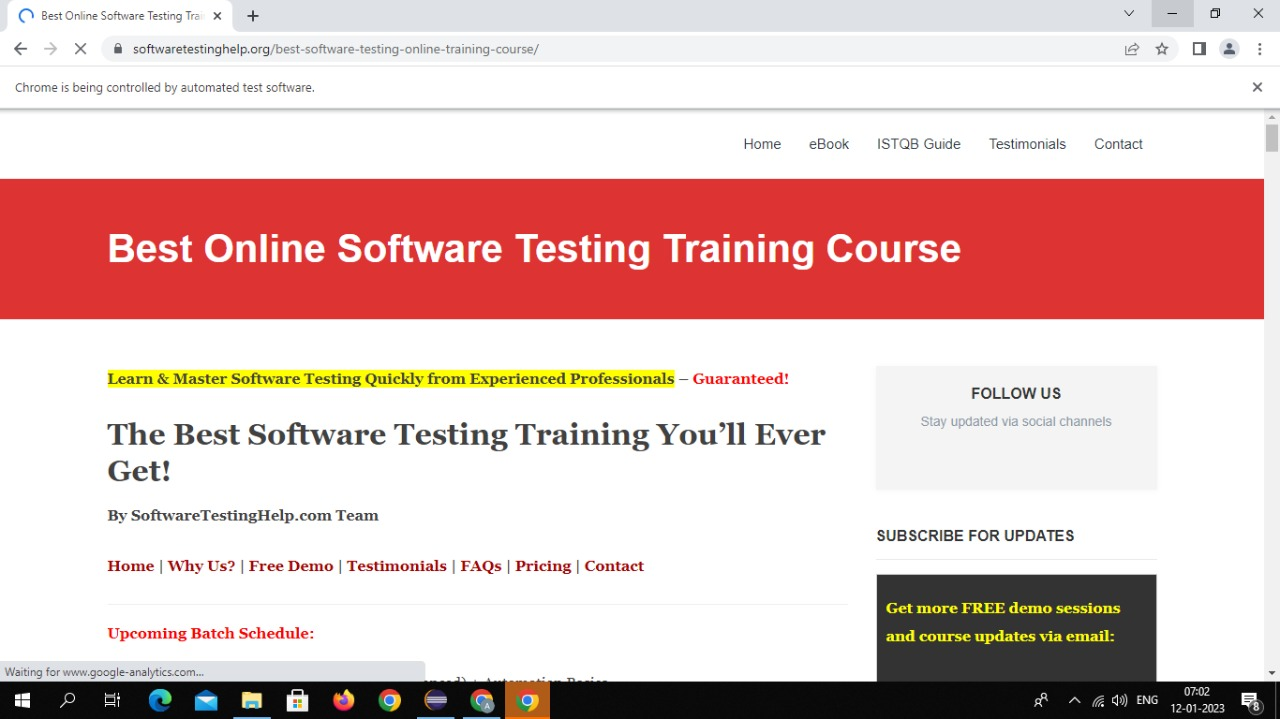 Best Online Software Testing Trai
softwaretestinghelp.org/best-software-testing-online-training-course/
Chrome is being controlled by automated test software.
Home eBook ISTQB Guide Testimonials Contact
Best Online Software Testing Training Course
Learn & Master Software Testing Quickly from Experienced Professionals – Guaranteed!
The Best Software Testing Training You’ll Ever
Get!
By SoftwareTestingHelp.com Team
Home | Why Us? | Free Demo | Testimonials | FAQs | Pricing | Contact
Upcoming Batch Schedule:
FOLLOW US
Stay updated via social channels
SUBSCRIBE FOR UPDATES
Get more FREE demo sessions
and course updates via email:
Waiting for www.google-analytics.com...
A
ENG
07:02
12-01-2023
8